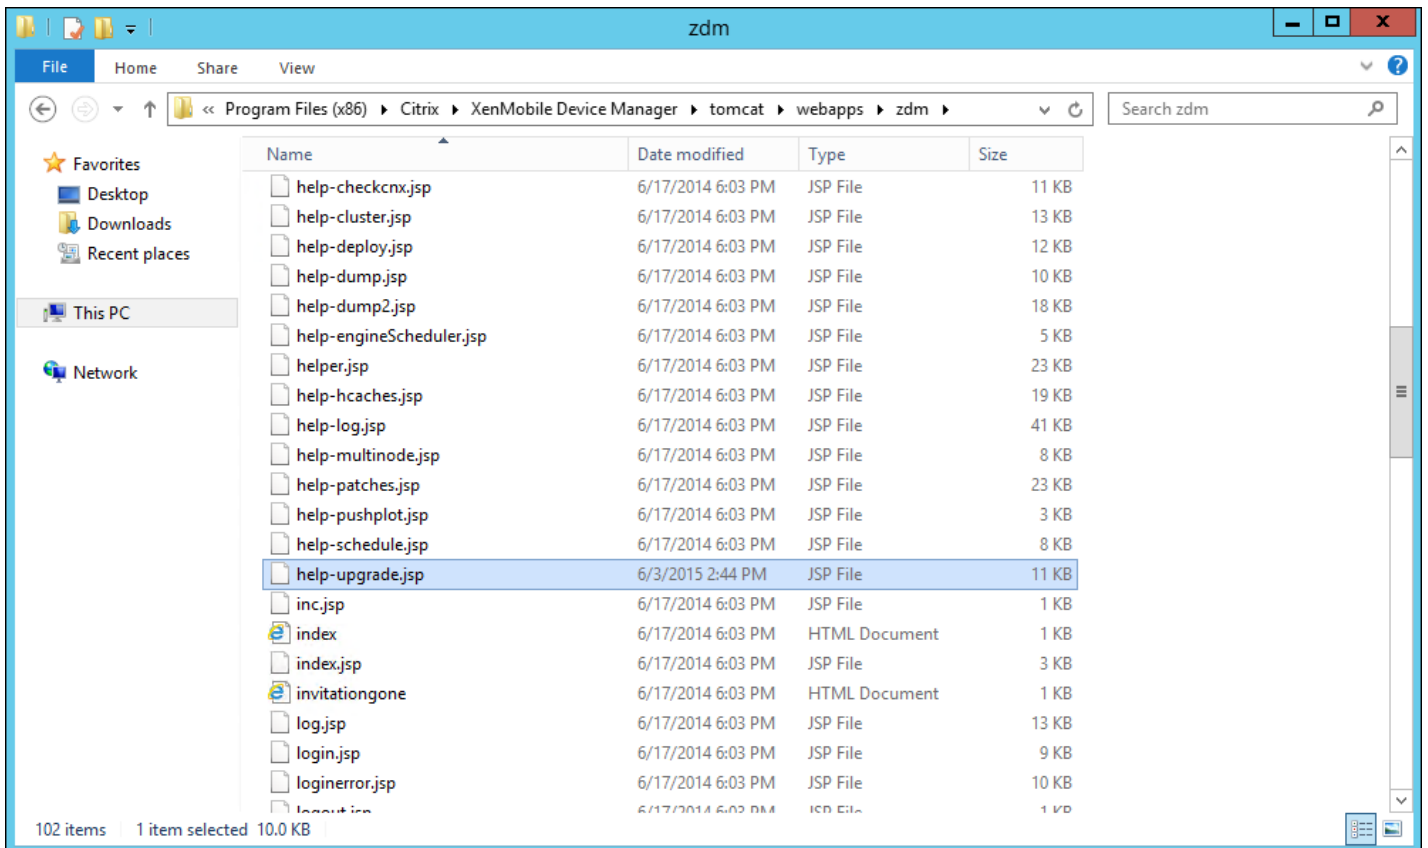 zdm
File Home Share View
« Program Files (x86) Citrix XenMobile Device Manager tomcat webapps zdm Search zdm
Favorites
Desktop
Downloads
Recent places
This PC
Network
Name Date modified Type Size
help-checkcnx.jsp 6/17/2014 6:03 PM JSP File 11 KB
help-cluster.jsp 6/17/2014 6:03 PM JSP File 13 KB
help-deploy.jsp 6/17/2014 6:03 PM JSP File 12 KB
help-dump.jsp 6/17/2014 6:03 PM JSP File 10 KB
help-dump2.jsp 6/17/2014 6:03 PM JSP File 18 KB
help-engineScheduler.jsp 6/17/2014 6:03 PM JSP File 5 KB
helper.jsp 6/17/2014 6:03 PM JSP File 23 KB
help-hcaches.jsp 6/17/2014 6:03 PM JSP File 19 KB
help-log.jsp 6/17/2014 6:03 PM JSP File 41 KB
help-multinode.jsp 6/17/2014 6:03 PM JSP File 8 KB
help-patches.jsp 6/17/2014 6:03 PM JSP File 23 KB
help-pushplot.jsp 6/17/2014 6:03 PM JSP File 3 KB
help-schedule.jsp 6/17/2014 6:03 PM JSP File 8 KB
help-upgrade.jsp 6/3/2015 2:44 PM JSP File 11 KB
inc.jsp 6/17/2014 6:03 PM JSP File 1 KB
index 6/17/2014 6:03 PM HTML Document 1 KB
index.jsp 6/17/2014 6:03 PM JSP File 3 KB
invitationgone 6/17/2014 6:03 PM HTML Document 1 KB
log.jsp 6/17/2014 6:03 PM JSP File 13 KB
login.jsp 6/17/2014 6:03 PM JSP File 9 KB
loginerror.jsp 6/17/2014 6:03 PM JSP File 10 KB
logout.jsp 6/17/2014 6:03 PM JSP File 1 KB
102 items 1 item selected 10.0 KB